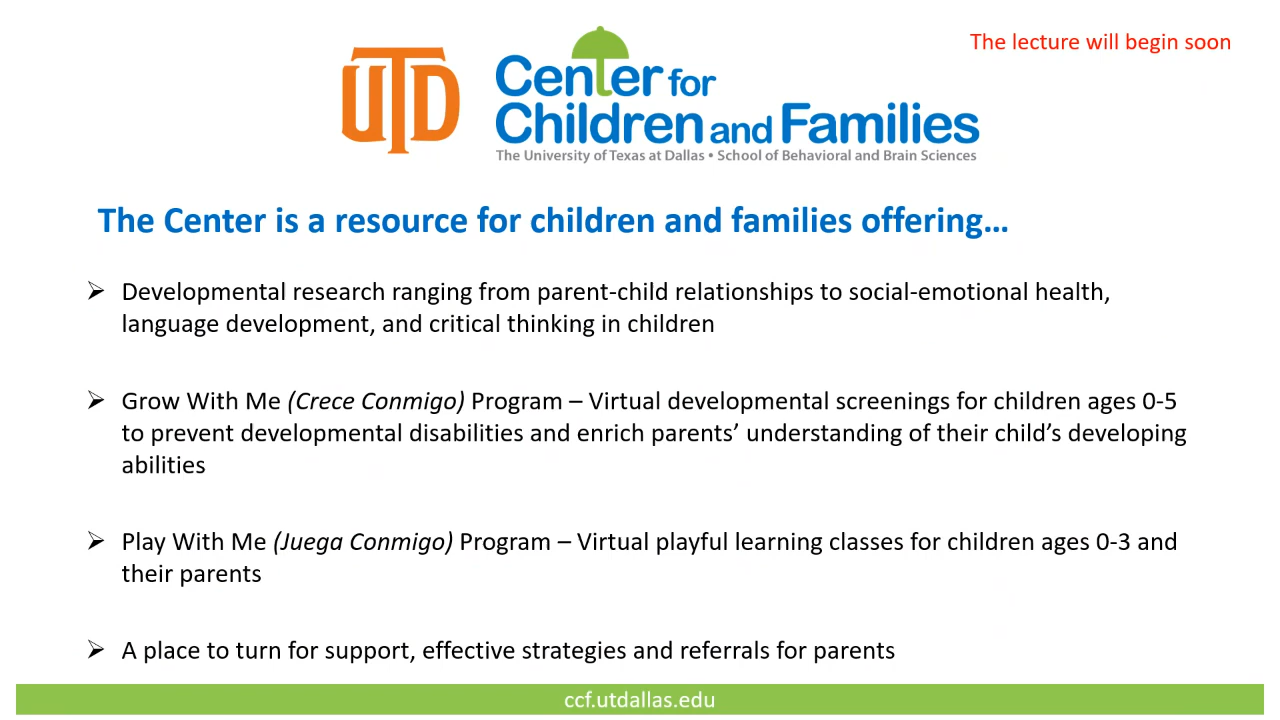 The lecture will begin soon
UTD
Center for
Children and Families
The University of Texas at Dallas • School of Behavioral and Brain Sciences
The Center is a resource for children and families offering…
➢ Developmental research ranging from parent-child relationships to social-emotional health,
language development, and critical thinking in children
➢ Grow With Me (Crece Conmigo) Program – Virtual developmental screenings for children ages 0-5
to prevent developmental disabilities and enrich parents’ understanding of their child’s developing
abilities
➢ Play With Me (Juega Conmigo) Program – Virtual playful learning classes for children ages 0-3 and
their parents
➢ A place to turn for support, effective strategies and referrals for parents
ccf.utdallas.edu